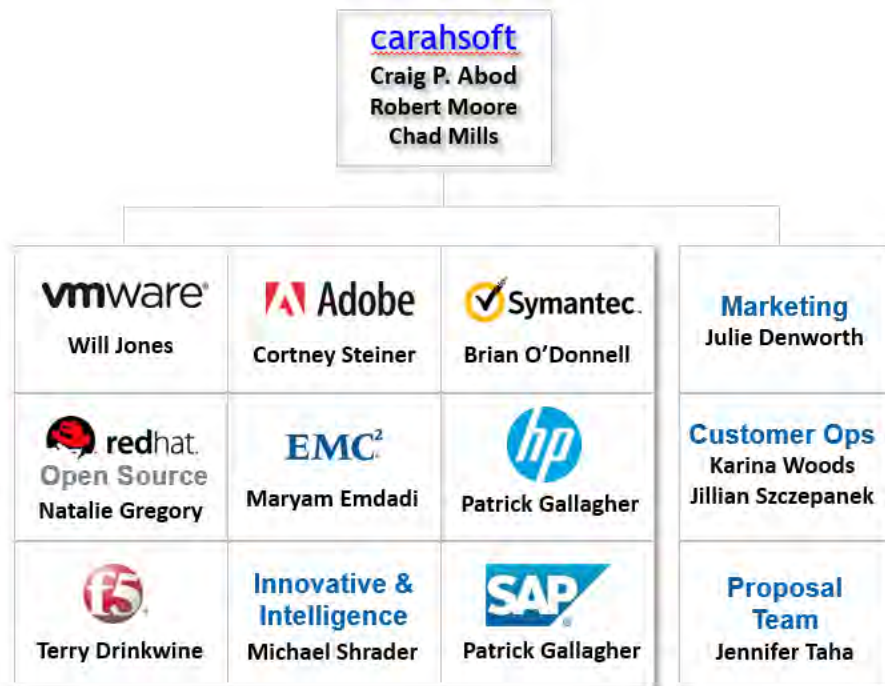 carahsoft
Craig P. Abod
Robert Moore
Chad Mills
vmware®
Will Jones
Adobe
Cortney Steiner
Symantec.
Brian O'Donnell
Marketing
Julie Denworth
redhat.
Open Source
Natalie Gregory
EMC²
Maryam Emdadi
hp
Patrick Gallagher
Customer Ops
Karina Woods
Jillian Szczepanek
f5
Terry Drinkwine
Innovative &
Intelligence
Michael Shrader
SAP®
Patrick Gallagher
Proposal
Team
Jennifer Taha